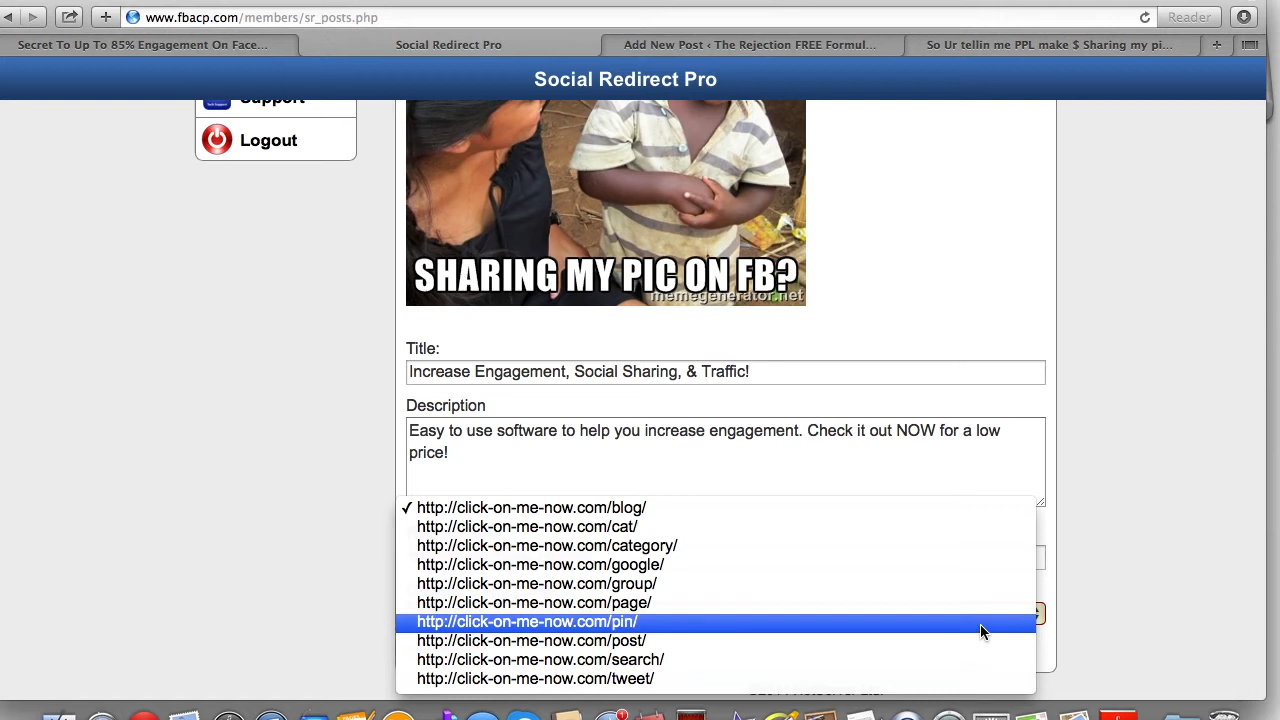 www.fbacp.com/members/sr_posts.php
Reader
Secret To Up To 85% Engagement On Face...
Social Redirect Pro
Add New Post ‹ The Rejection FREE Formul...
So Ur tellin me PPL make $ Sharing my pi...
Social Redirect Pro
Support
Logout
SHARING MY PIC ON FB?
memegenerator.net
Title:
Increase Engagement, Social Sharing, & Traffic!
Description
Easy to use software to help you increase engagement. Check it out NOW for a low
price!
✓ http://click-on-me-now.com/blog/
http://click-on-me-now.com/cat/
http://click-on-me-now.com/category/
http://click-on-me-now.com/google/
http://click-on-me-now.com/group/
http://click-on-me-now.com/page/
http://click-on-me-now.com/pin/
http://click-on-me-now.com/post/
http://click-on-me-now.com/search/
http://click-on-me-now.com/tweet/